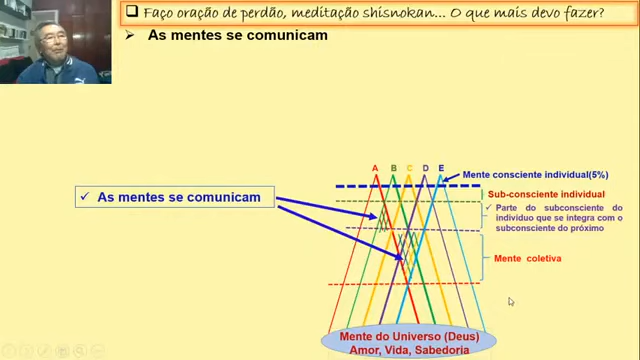 Faço oração de perdão, meditação shisnokan... O que mais devo fazer?
As mentes se comunicam
A B C D E
Mente consciente individual(5%)
Sub-consciente individual
Parte do subconsciente do
individuo que se integra com o
subconsciente do próximo
As mentes se comunicam
Mente coletiva
Mente do Universo (Deus)
Amor, Vida, Sabedoria